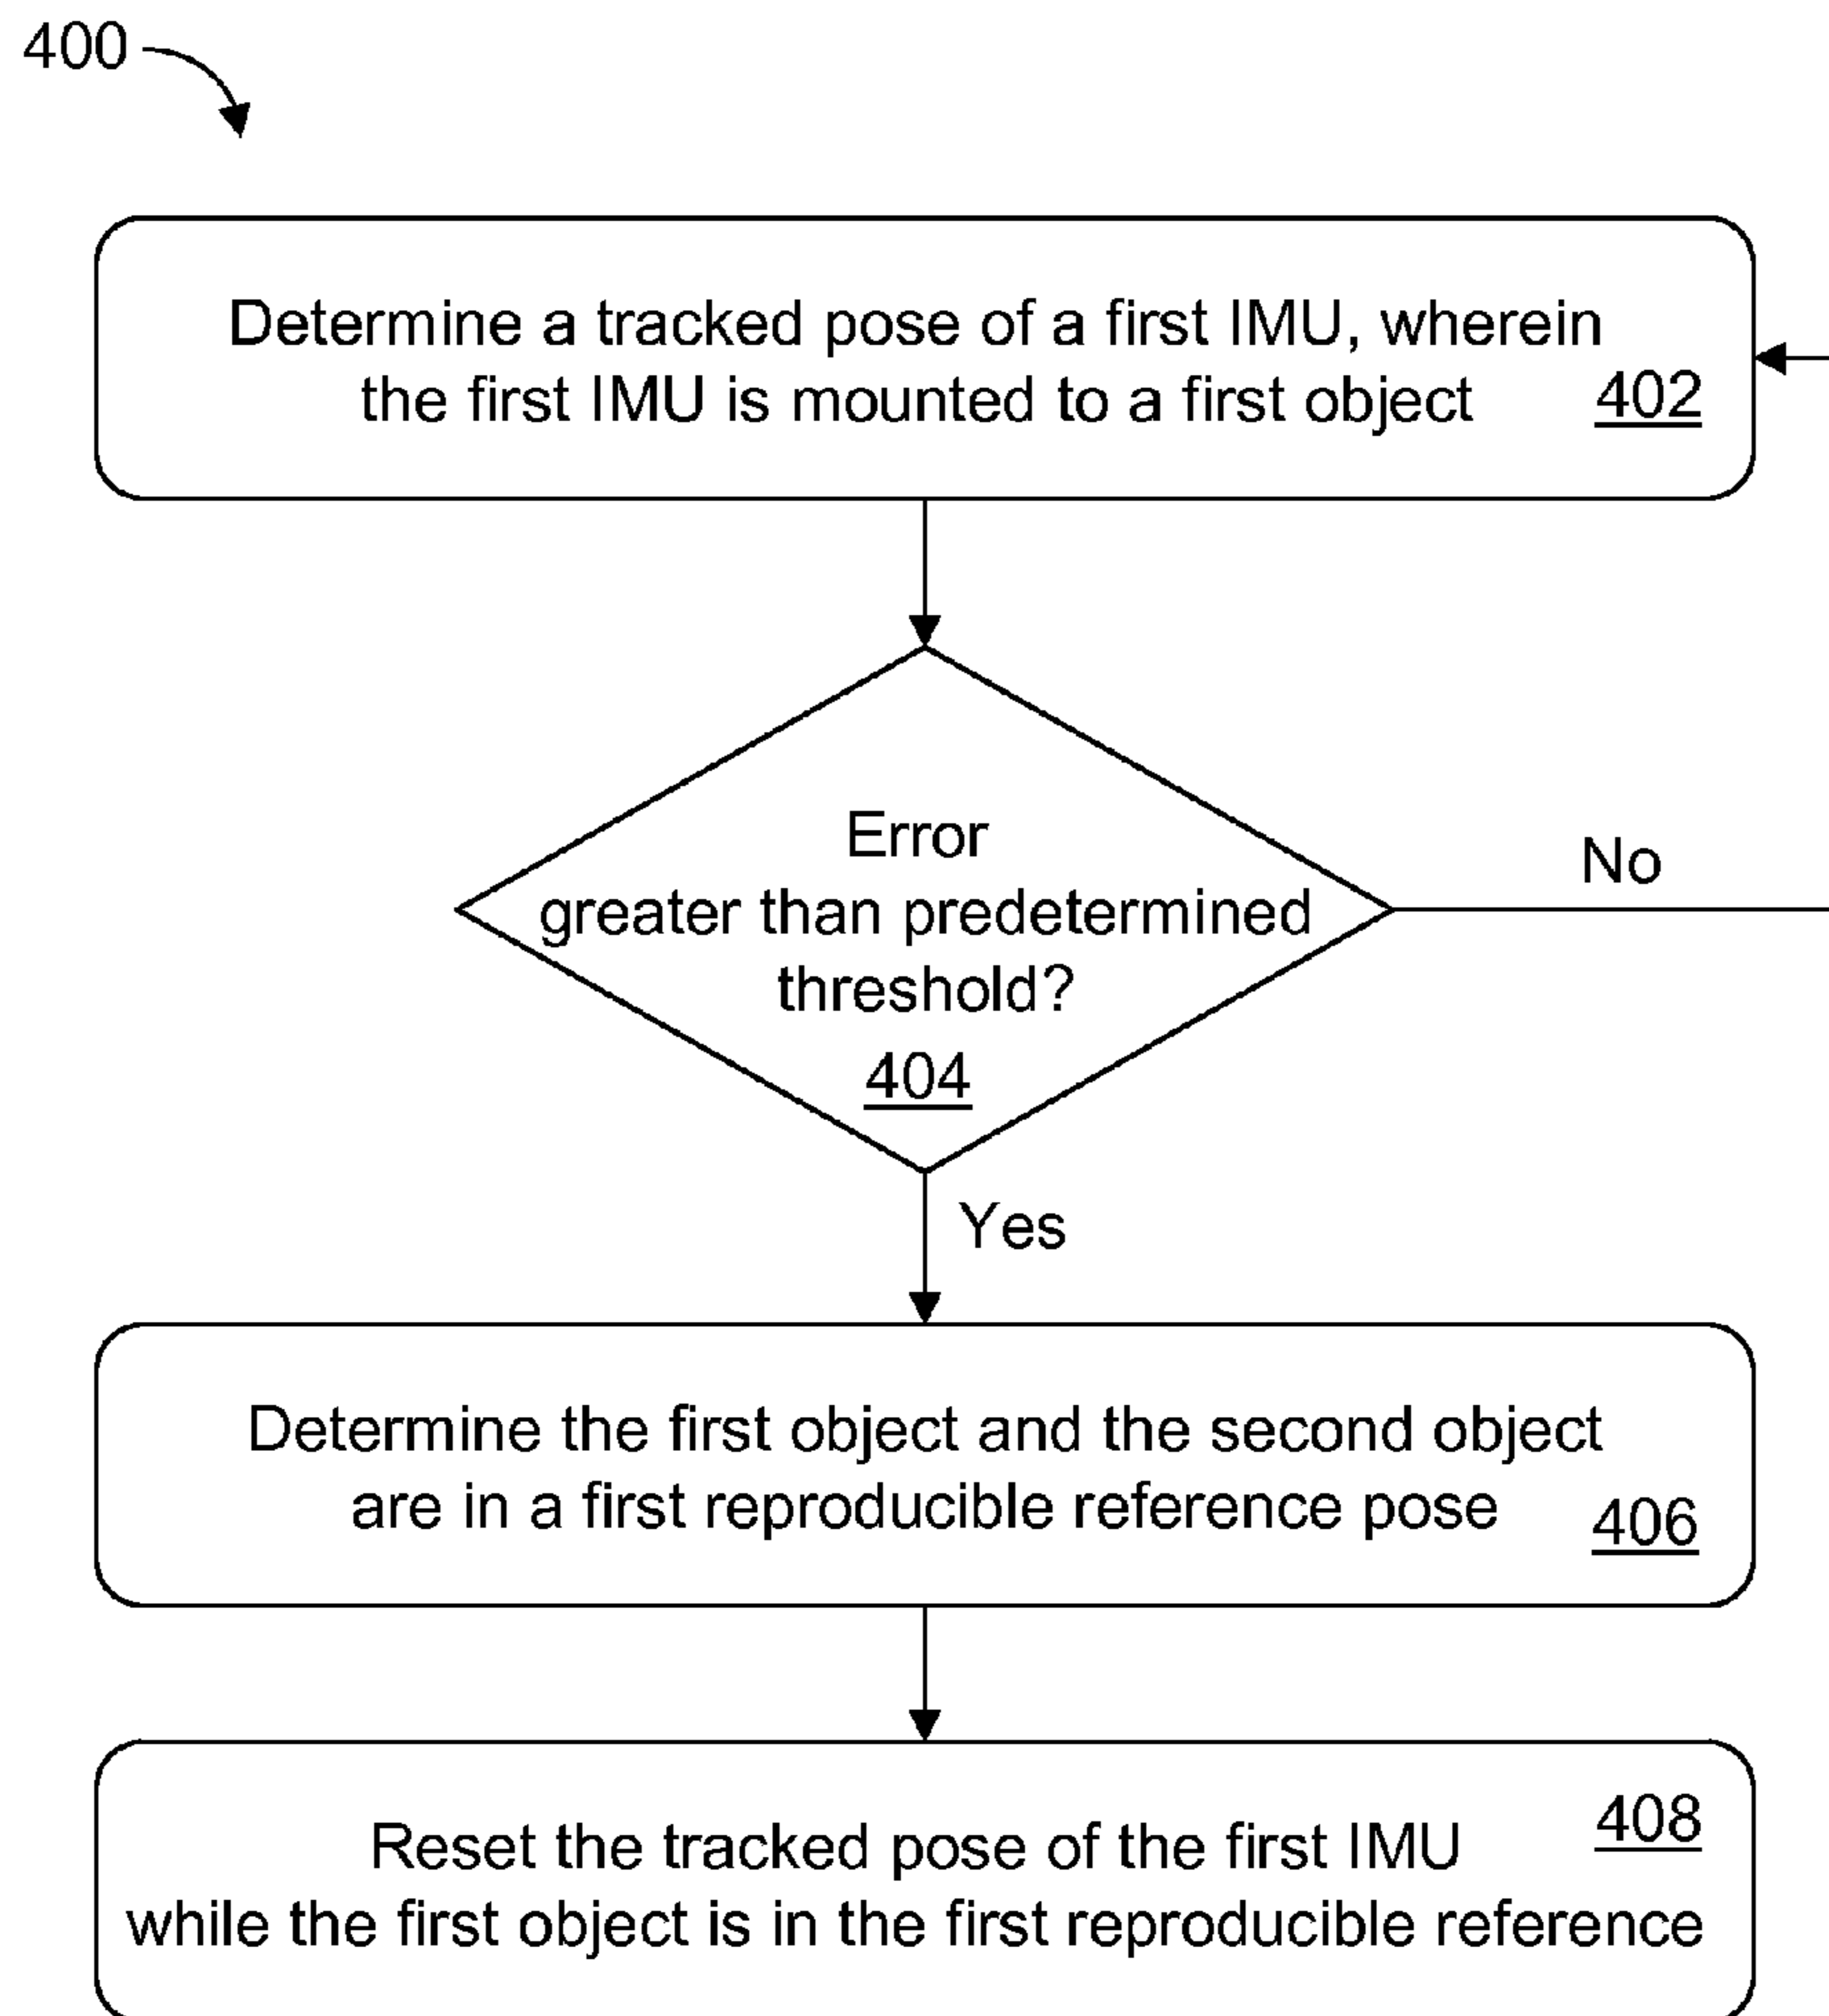 400
Determine a tracked pose of a first IMU, wherein
the first IMU is mounted to a first object
402
Error
greater than predetermined
threshold?
404
No
Yes
Determine the first object and the second object
are in a first reproducible reference pose
406
408
Reset the tracked pose of the first IMU
while the first object is in the first reproducible reference